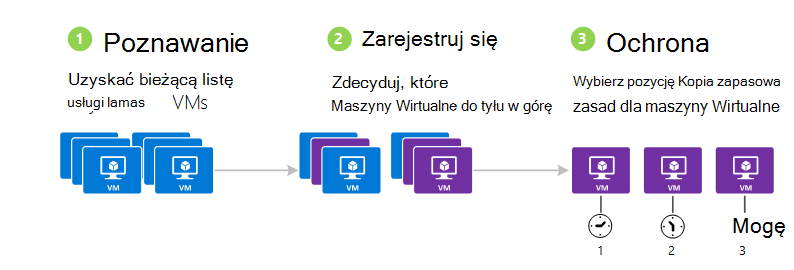 1 Poznawanie
Uzyskać bieżącą listę
usługi lamas VMs
VM VM
2 Zarejestruj się
Zdecyduj, które
Maszyny Wirtualne do tyłu w górę
VM VM
3 Ochrona
Wybierz pozycję Kopia zapasowa
zasad dla maszyny Wirtualne
VM VM VM
Mogę
1 2 3